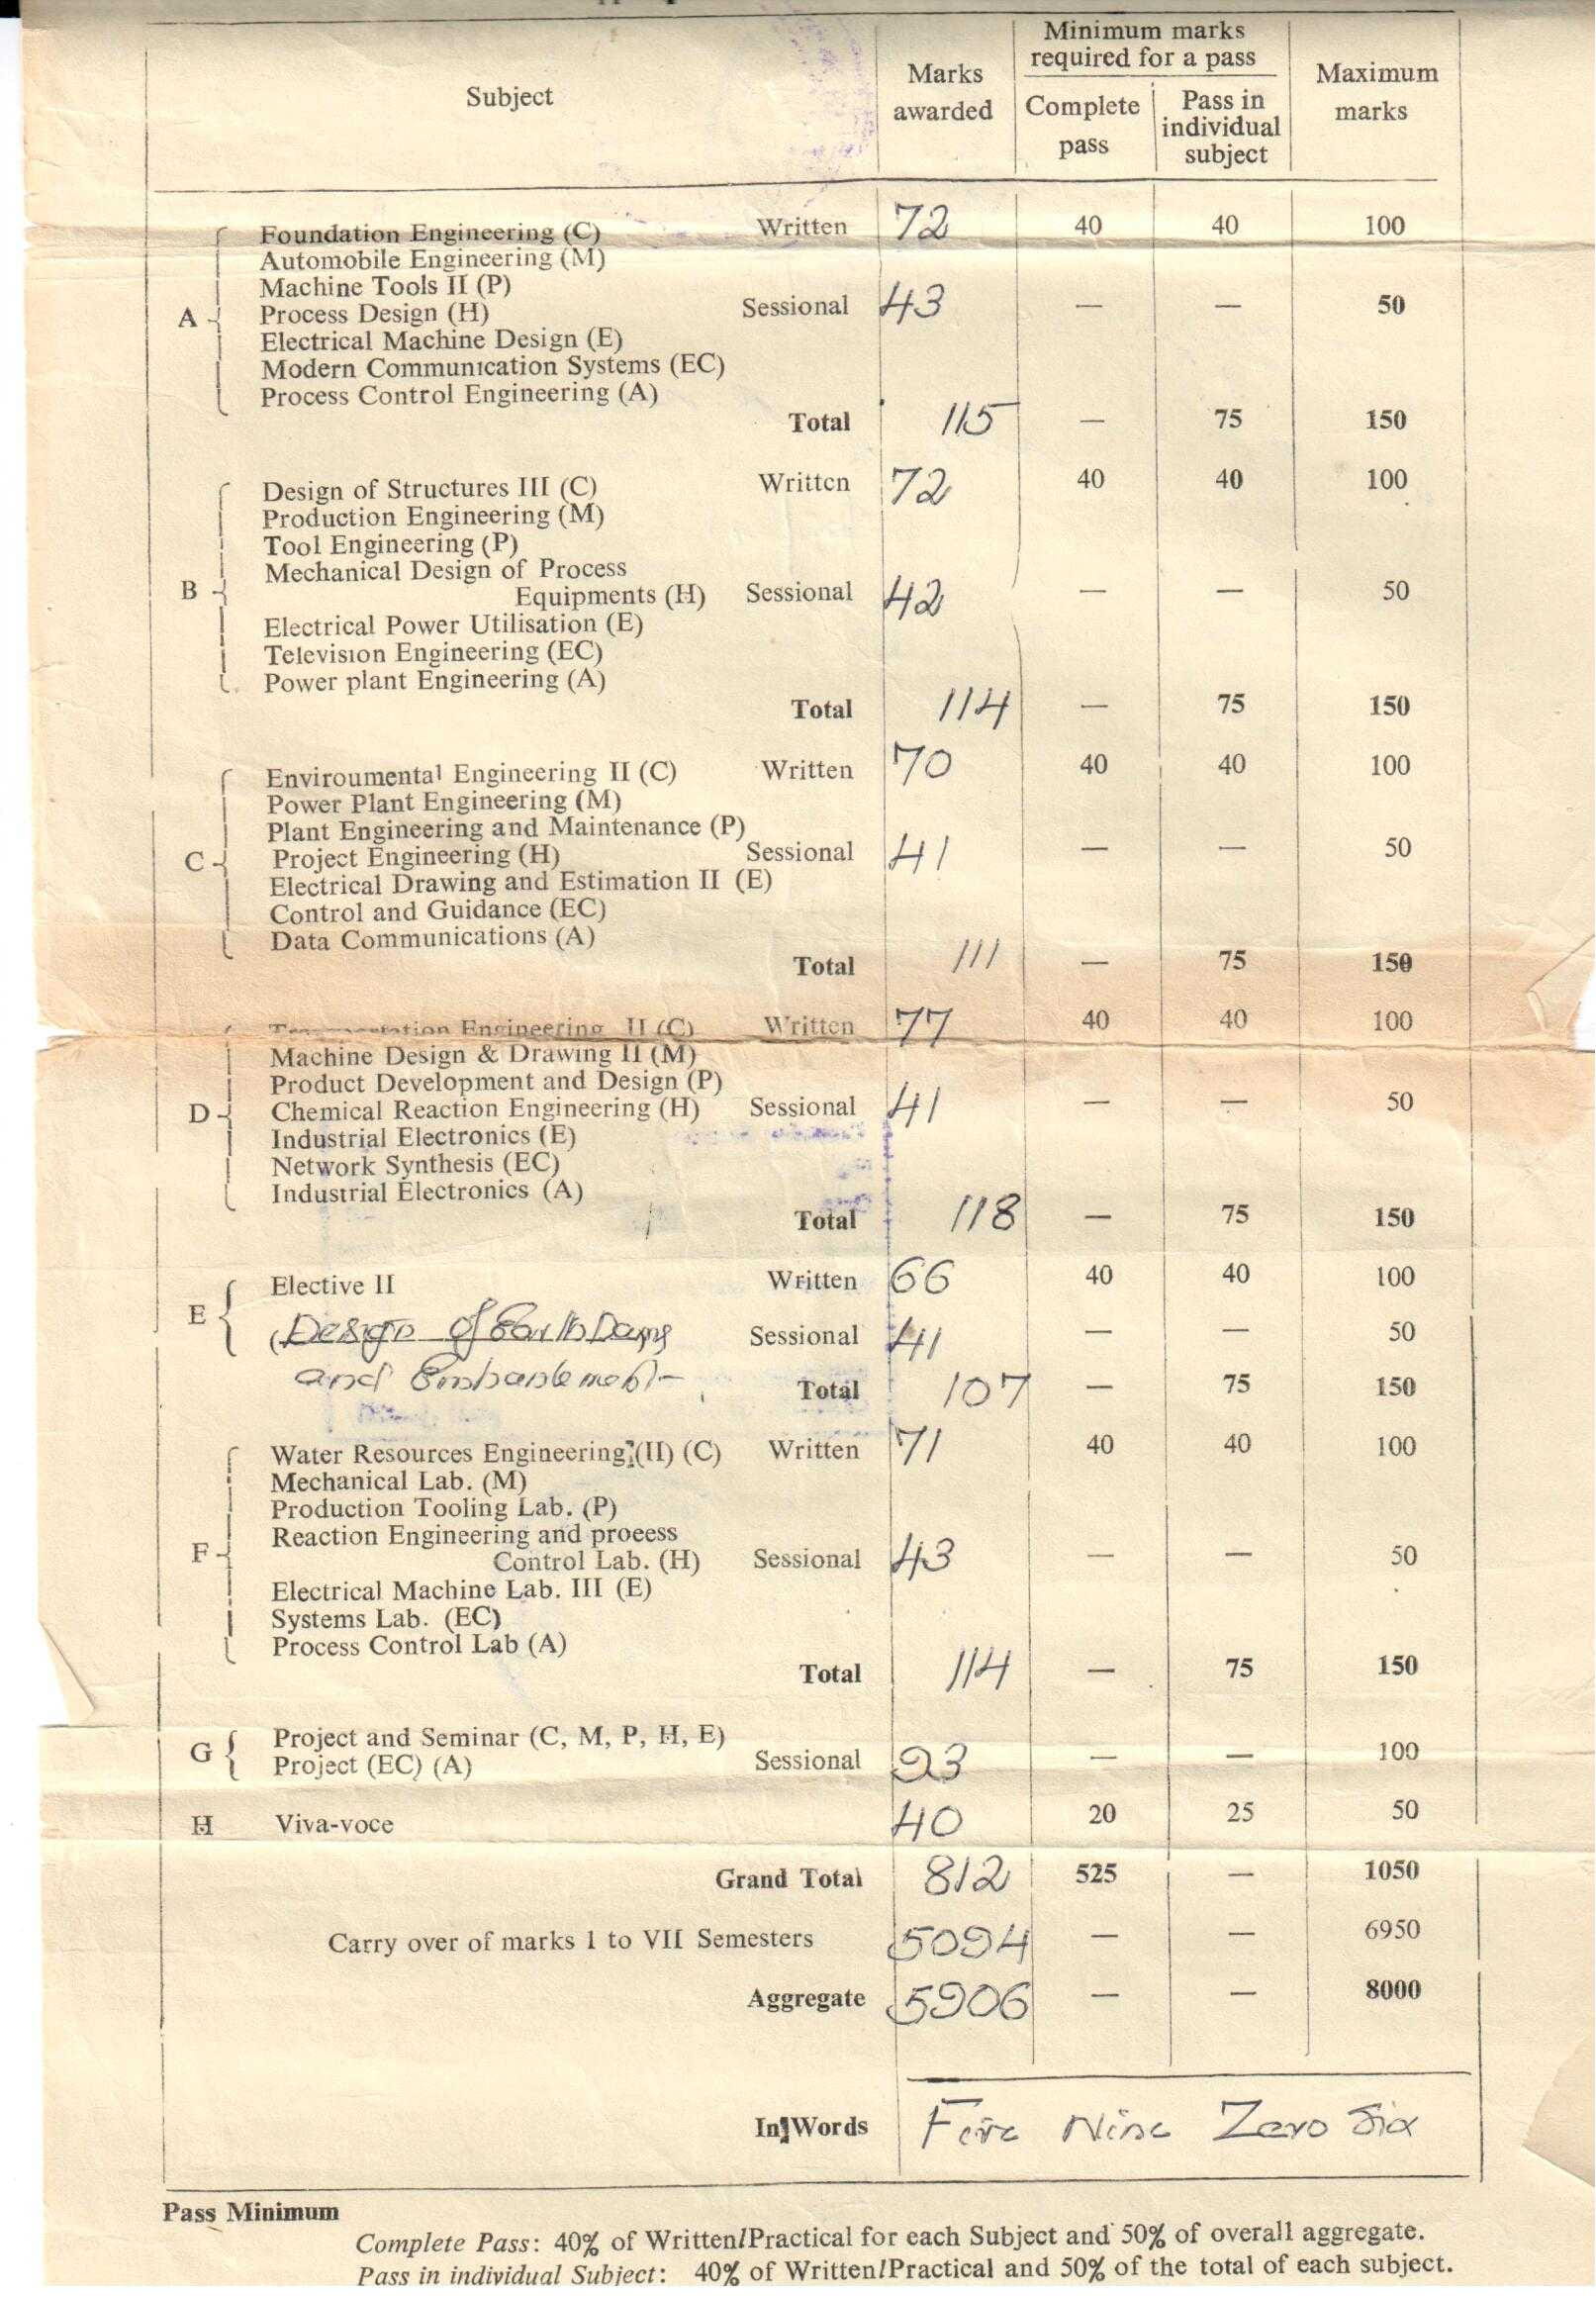 Minimum marks
required for a pass
Subject Marks awarded Complete pass Pass in individual subject Maximum marks
Foundation Engineering (C) Written 72 40 40 100
Automobile Engineering (M)
Machine Tools II (P)
A Process Design (H) Sessional 43 — — 50
Electrical Machine Design (E)
Modern Communication Systems (EC)
Process Control Engineering (A)
Total 115 — 75 150
Design of Structures III (C) Written 72 40 40 100
Production Engineering (M)
Tool Engineering (P)
Mechanical Design of Process
B Equipments (H) Sessional 42 — — 50
Electrical Power Utilisation (E)
Television Engineering (EC)
Power plant Engineering (A)
Total 114 — 75 150
Enviroumental Engineering II (C) Written 70 40 40 100
Power Plant Engineering (M)
Plant Engineering and Maintenance (P)
C Project Engineering (H) Sessional 41 — — 50
Electrical Drawing and Estimation II (E)
Control and Guidance (EC)
Data Communications (A)
Total 111 — 75 150
Engineering II (C) Written 77 40 40 100
Machine Design & Drawing II (M)
Product Development and Design (P)
D Chemical Reaction Engineering (H) Sessional 41 — — 50
Industrial Electronics (E)
Network Synthesis (EC)
Industrial Electronics (A)
Total 118 — 75 150
Elective II Written 66 40 40 100
E (Design of Earth Dams Sessional 41 — — 50
and Embankment- Total 107 — 75 150
Water Resources Engineering (II) (C) Written 71 40 40 100
Mechanical Lab. (M)
Production Tooling Lab. (P)
Reaction Engineering and proeess
F Control Lab. (H) Sessional 43 — — 50
Electrical Machine Lab. III (E)
Systems Lab. (EC)
Process Control Lab (A)
Total 114 — 75 150
Project and Seminar (C, M, P, H, E)
G Project (EC) (A) Sessional 93 — — 100
H Viva-voce 40 20 25 50
Grand Total 812 525 — 1050
Carry over of marks 1 to VII Semesters 5094 — — 6950
Aggregate 5906 — — 8000
In Words Five Nine Zero Six
Pass Minimum
Complete Pass: 40% of Written/Practical for each Subject and 50% of overall aggregate.
Pass in individual Subject: 40% of Written/Practical and 50% of the total of each subject.